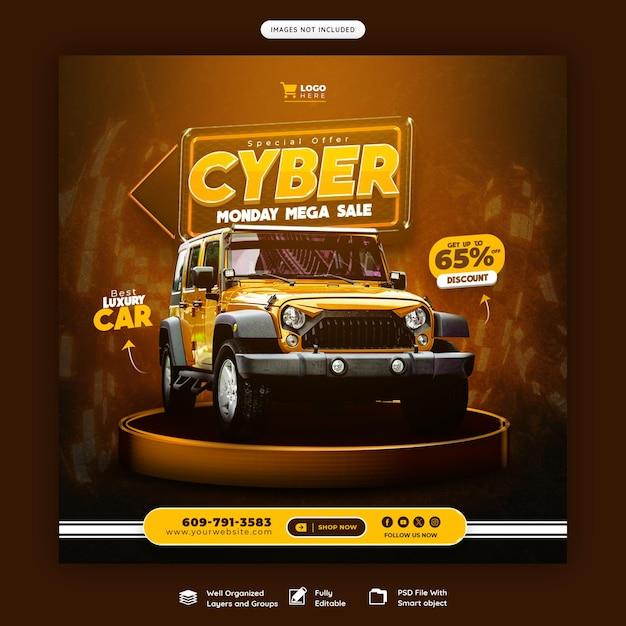 IMAGES NOT INCLUDED
LOGO
HERE
Special Offer
CYBER
MONDAY MEGA SALE
GET UP TO
65% OFF
DISCOUNT
Best
LUXURY
CAR
609-791-3583
www.yourwebsite.com
SHOP NOW
FOLLOW US ON
Well Organized
Layers and Groups
Fully
Editable
PSD File With
Smart object